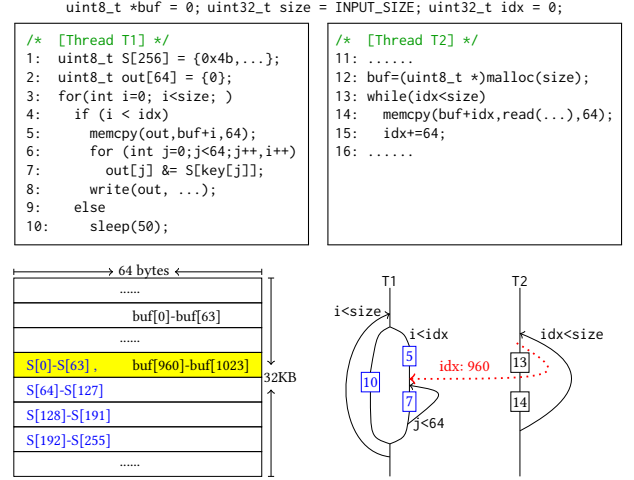 uint8_t *buf = 0; uint32_t size = INPUT_SIZE; uint32_t idx = 0;
/* [Thread T1] */
1: uint8_t S[256] = {0x4b,...};
2: uint8_t out[64] = {0};
3: for(int i=0; i<size; )
4: if (i < idx)
5: memcpy(out,buf+i,64);
6: for (int j=0;j<64;j++,i++)
7: out[j] &= S[key[j]];
8: write(out, ...);
9: else
10: sleep(50);
/* [Thread T2] */
11: ......
12: buf=(uint8_t *)malloc(size);
13: while(idx<size)
14: memcpy(buf+idx,read(...),64);
15: idx+=64;
16: ......
64 bytes
......
buf[0]-buf[63]
......
S[0]-S[63] , buf[960]-buf[1023]
S[64]-S[127]
S[128]-S[191]
S[192]-S[255]
......
32KB
T1
T2
i<size
i<idx
idx<size
5
13
idx: 960
10
7
14
j<64